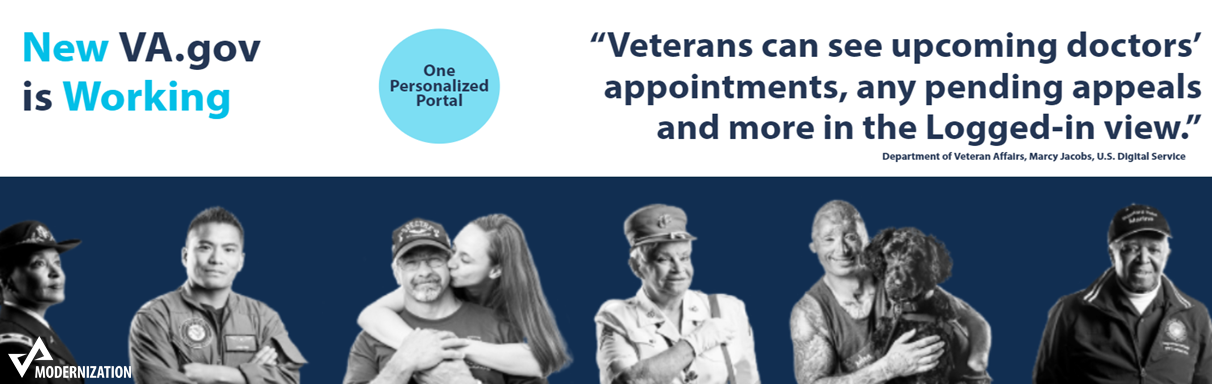 New VA.gov
is Working
One
Personalized
Portal
“Veterans can see upcoming doctors’
appointments, any pending appeals
and more in the Logged-in view.”
Department of Veteran Affairs, Marcy Jacobs, U.S. Digital Service
MODERNIZATION